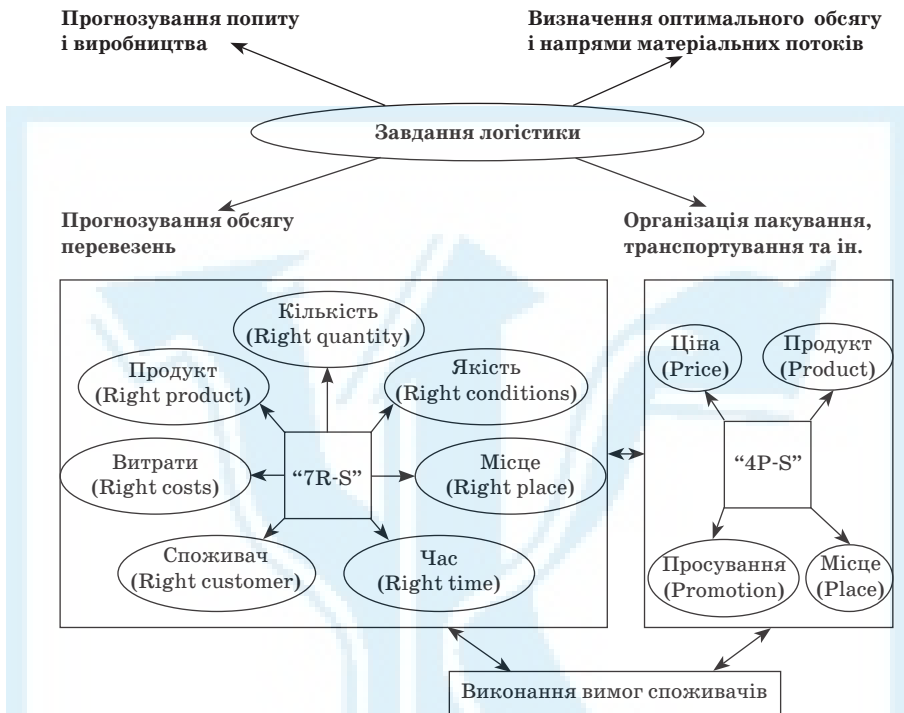 Прогнозування попиту
і виробництва
Визначення оптимального обсягу
і напрями матеріальних потоків
Завдання логістики
Прогнозування обсягу
перевезень
Організація пакування,
транспортування та ін.
Кількість
(Right quantity)
Продукт
(Right product)
Якість
(Right conditions)
Витрати
(Right costs)
“7R-S”
Місце
(Right place)
Споживач
(Right customer)
Час
(Right time)
Ціна
(Price)
Продукт
(Product)
“4P-S”
Просування
(Promotion)
Місце
(Place)
Виконання вимог споживачів